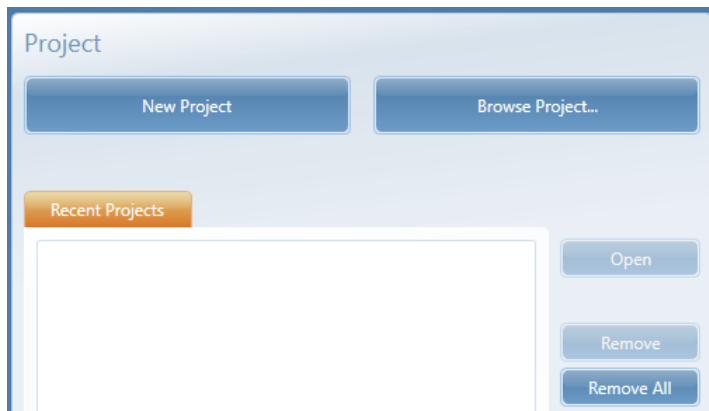 Project
New Project
Browse Project...
Recent Projects
Open
Remove
Remove All